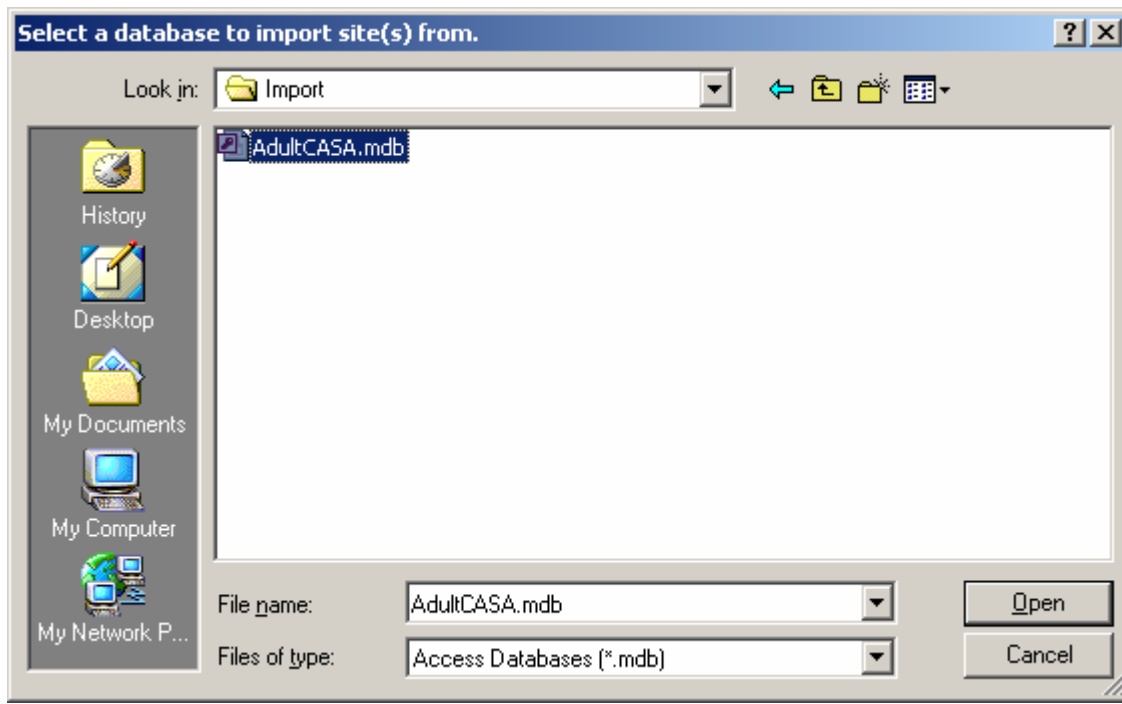 Select a database to import site(s) from.
Look in:
Import
AdultCASA.mdb
History
Desktop
My Documents
My Computer
My Network P...
File name:
AdultCASA.mdb
Open
Files of type:
Access Databases (*.mdb)
Cancel